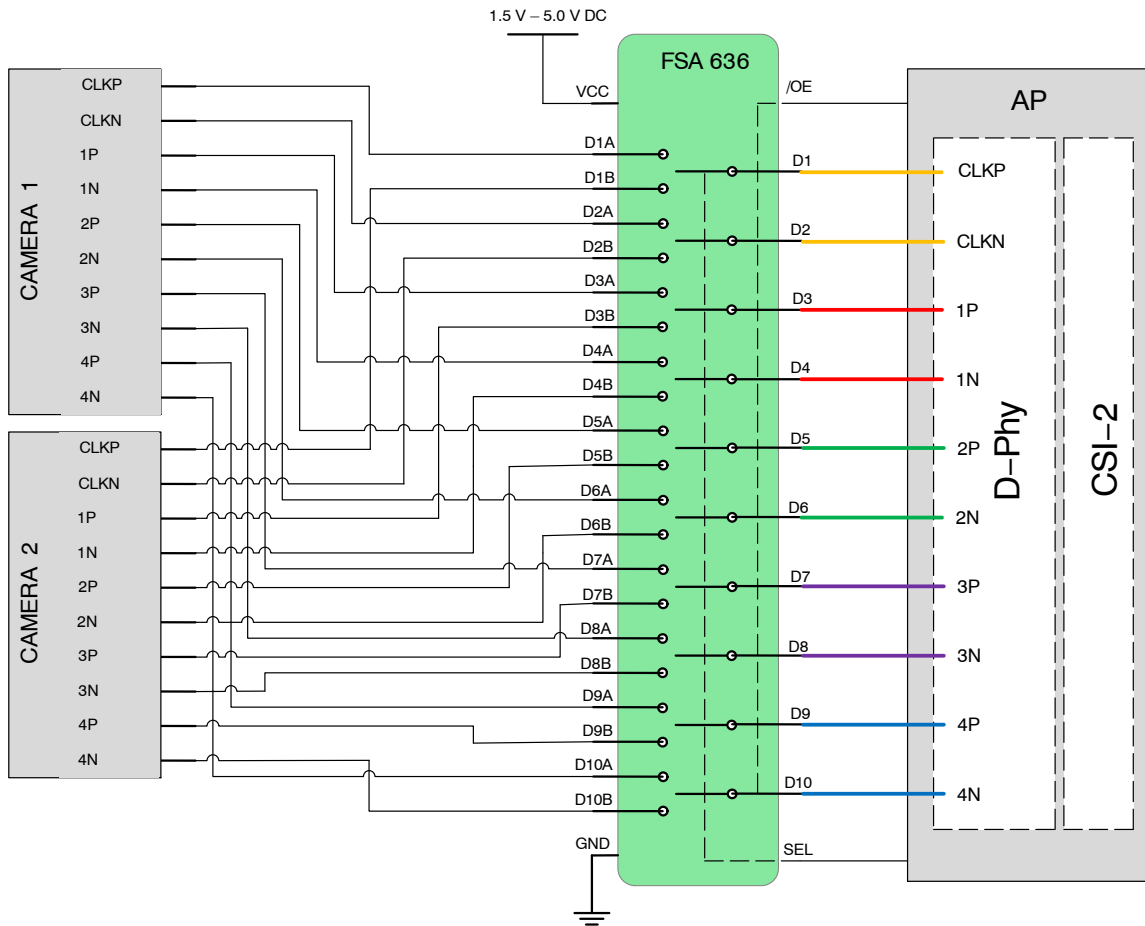 1.5 V – 5.0 V DC
FSA 636
VCC
/OE
AP
CAMERA 1
CLKP
CLKN
1P
1N
2P
2N
3P
3N
4P
4N
CAMERA 2
CLKP
CLKN
1P
1N
2P
2N
3P
3N
4P
4N
D1A
D1B
D2A
D2B
D3A
D3B
D4A
D4B
D5A
D5B
D6A
D6B
D7A
D7B
D8A
D8B
D9A
D9B
D10A
D10B
GND
D1
D2
D3
D4
D5
D6
D7
D8
D9
D10
SEL
CLKP
CLKN
1P
1N
2P
2N
3P
3N
4P
4N
D–Phy
CSI–2